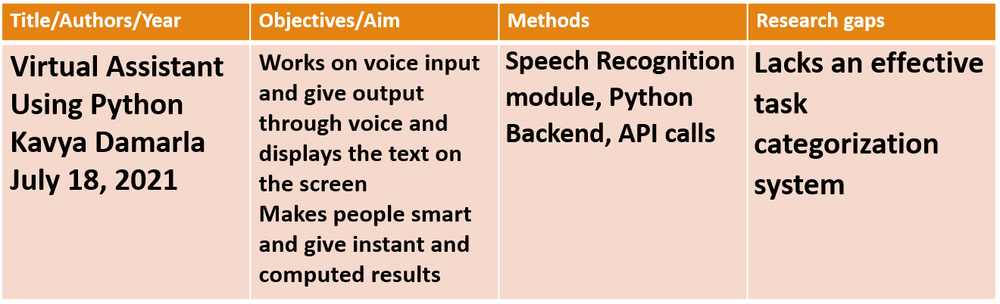 Title/Authors/Year
Objectives/Aim
Methods
Research gaps
Virtual Assistant
Using Python
Kavya Damarla
July 18, 2021
Works on voice input
and give output
through voice and
displays the text on
the screen
Makes people smart
and give instant and
computed results
Speech Recognition
module, Python
Backend, API calls
Lacks an effective
task
categorization
system